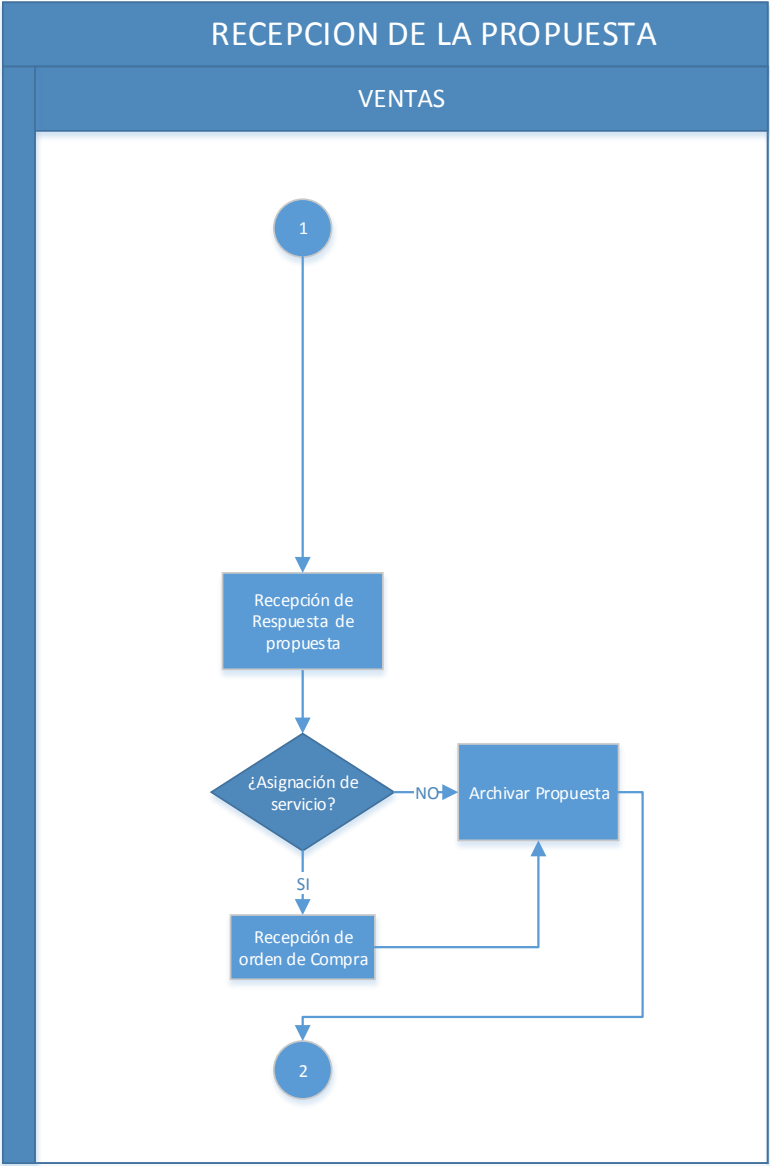 RECEPCION DE LA PROPUESTA
VENTAS
1
Recepción de
Respuesta de
propuesta
¿Asignación de
servicio?
NO
Archivar Propuesta
SI
Recepción de
orden de Compra
2